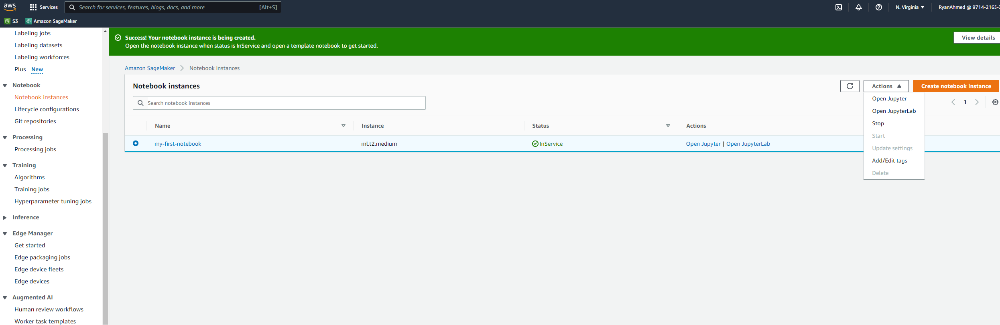 aws
Services
Search for services, features, blogs, docs, and more
[Alt+S]
N. Virginia
RyanAhmed @ 9714-2165-
S3
Amazon SageMaker
Labeling jobs
Labeling datasets
Labeling workforces
Plus New
Notebook
Notebook instances
Lifecycle configurations
Git repositories
Processing
Processing jobs
Training
Algorithms
Training jobs
Hyperparameter tuning jobs
Inference
Edge Manager
Get started
Edge packaging jobs
Edge device fleets
Edge devices
Augmented AI
Human review workflows
Worker task templates
Success! Your notebook instance is being created.
Open the notebook instance when status is InService and open a template notebook to get started.
View details
Amazon SageMaker > Notebook instances
Notebook instances
Actions
Create notebook instance
Search notebook instances
1
Name
Instance
Status
Actions
my-first-notebook
ml.t2.medium
InService
Open Jupyter | Open JupyterLab
Open Jupyter
Open JupyterLab
Stop
Start
Update settings
Add/Edit tags
Delete